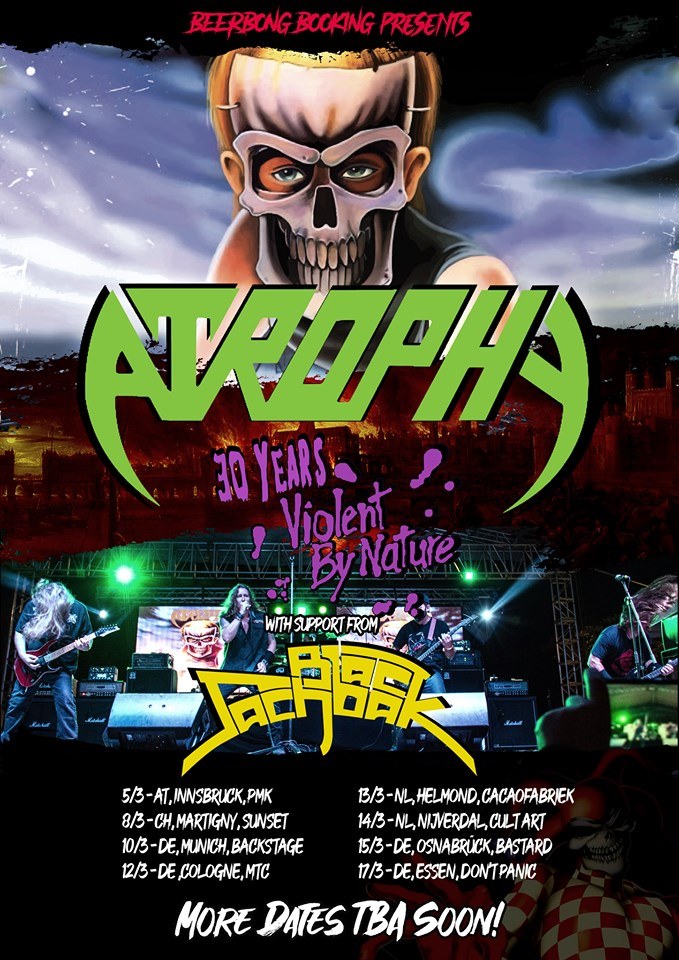 BEERBONG BOOKING PRESENTS
ATROPHY
30 YEARS
Violent
By Nature
WITH SUPPORT FROM
Black
Sachbak
5/3 - AT, INNSBRUCK, PMK
8/3 - CH, MARTIGNY, SUNSET
10/3 - DE, MUNICH, BACKSTAGE
12/3 - DE ,COLOGNE, MTC
13/3 - NL, HELMOND, CACAOFABRIEK
14/3 - NL, NIJVERDAL, CULT ART
15/3 - DE, OSNABRÜCK, BASTARD
17/3 - DE, ESSEN, DON'T PANIC
MORE DATES TBA SOON!